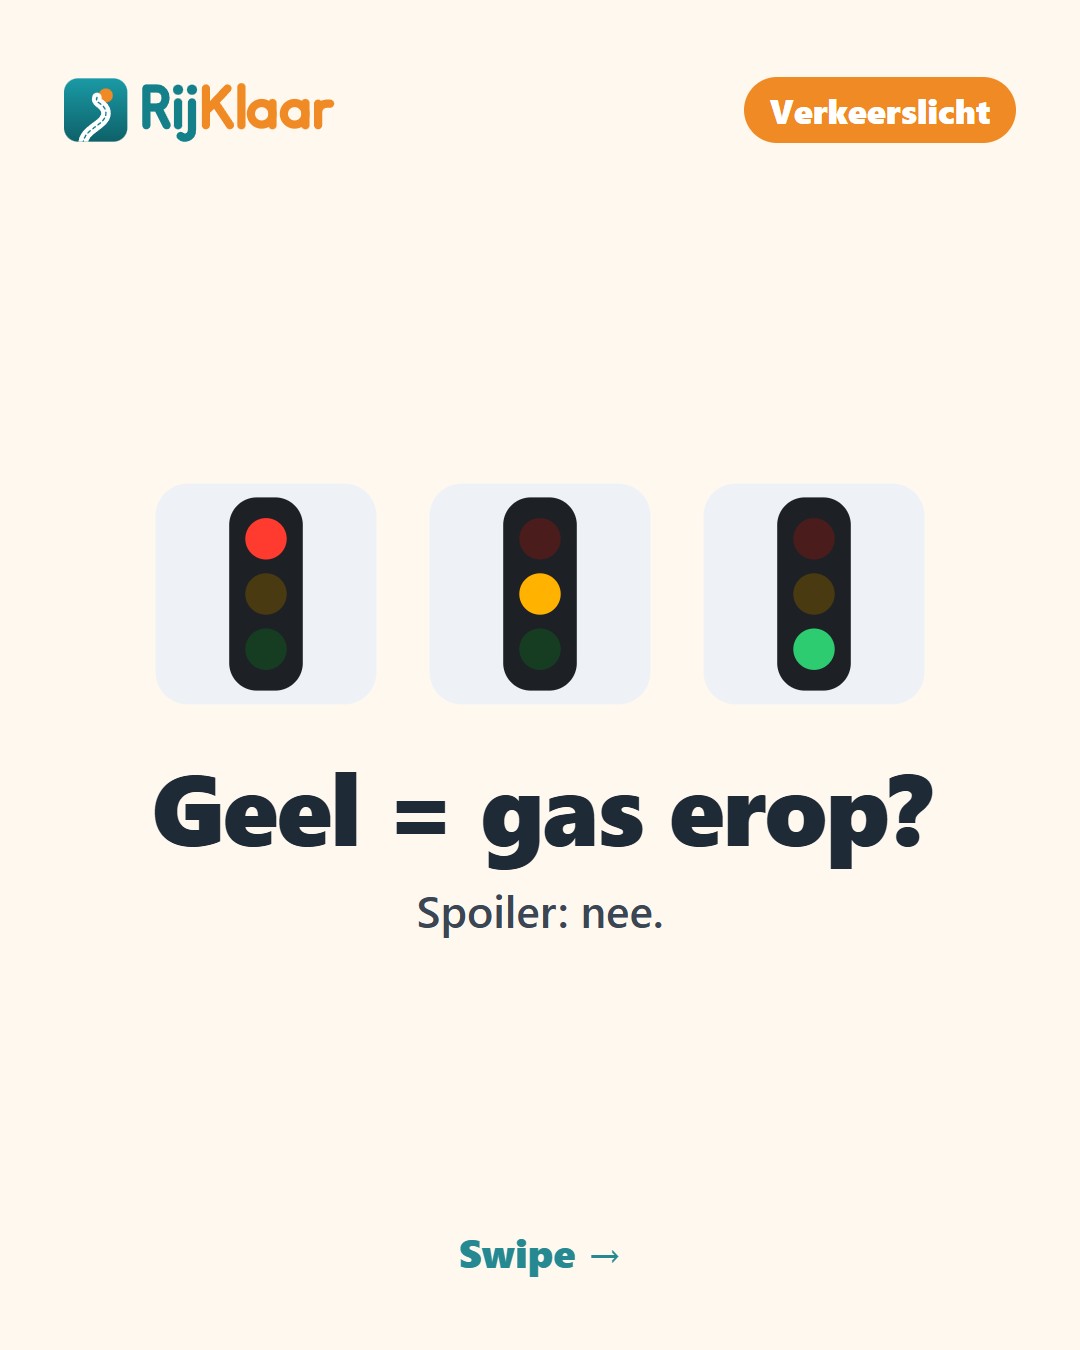 RijKlaar
Verkeerslicht
Geel = gas erop?
Spoiler: nee.
Swipe →